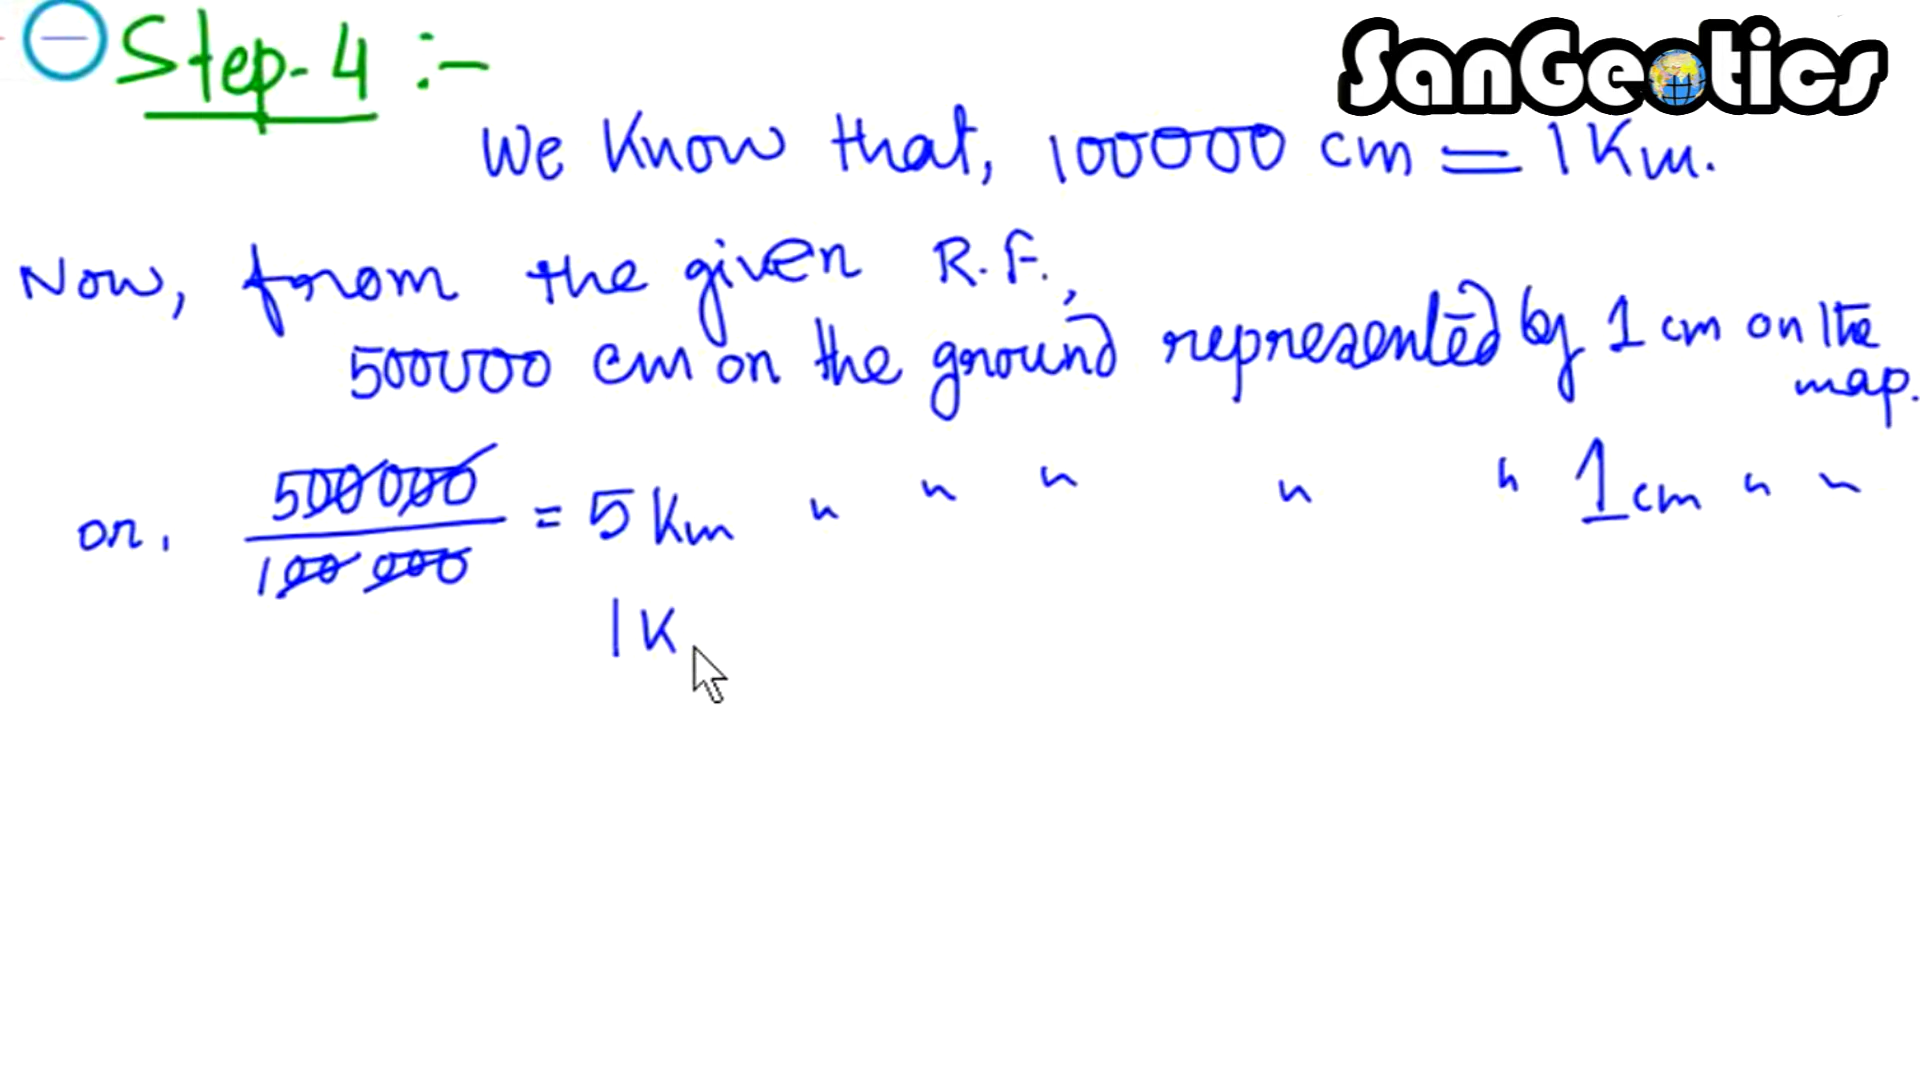 Step-4 :-
SanGeotics
We Know that, 100000 cm = 1 Km.
Now, from the given R.F.,
500000 cm on the ground represented by 1 cm on the map.
or, 500000/100000 = 5 Km " " " " " 1 cm " "
1 K